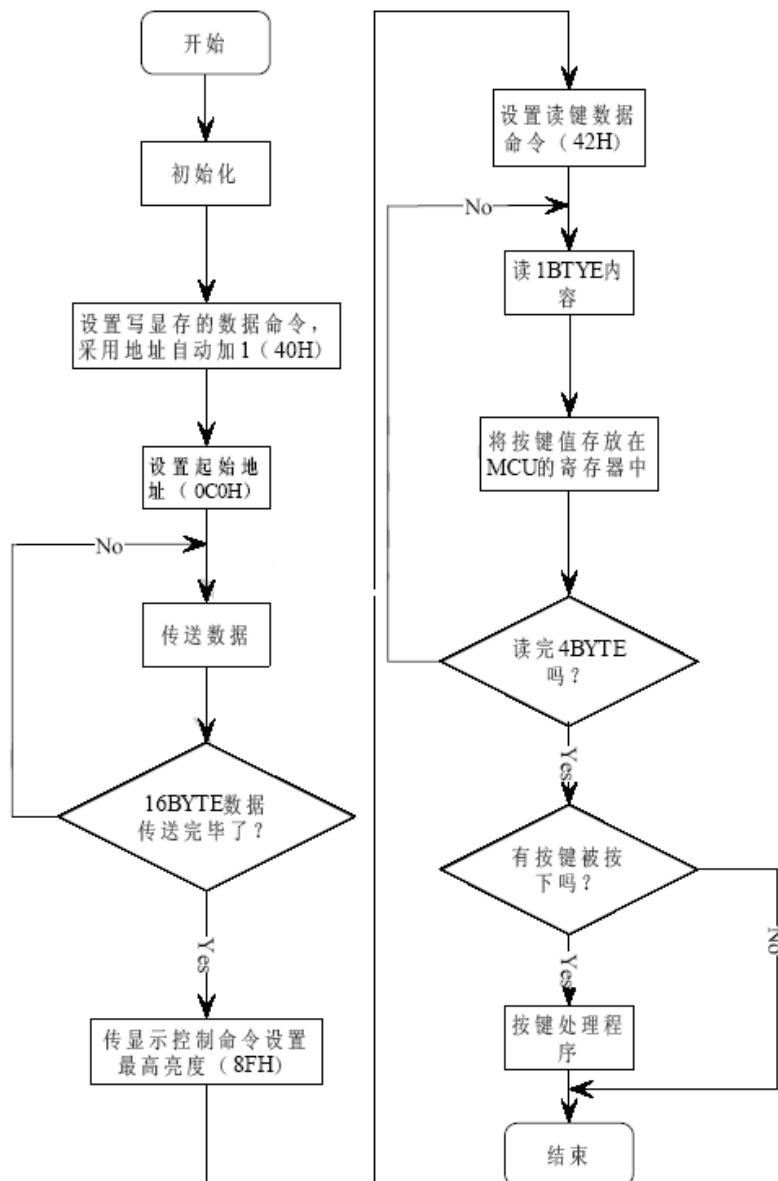 开始
初始化
设置写显存的数据命令，
采用地址自动加1（40H）
设置起始地
址（0C0H）
No
传送数据
16BYTE数据
传送完毕了？
Yes
传显示控制命令设置
最高亮度（8FH）
设置读键数据
命令（42H）
No
读1BTYE内
容
将按键值存放在
MCU的寄存器中
读完4BYTE
吗？
Yes
有按键被按
下吗？
No
Yes
按键处理程
序
结束